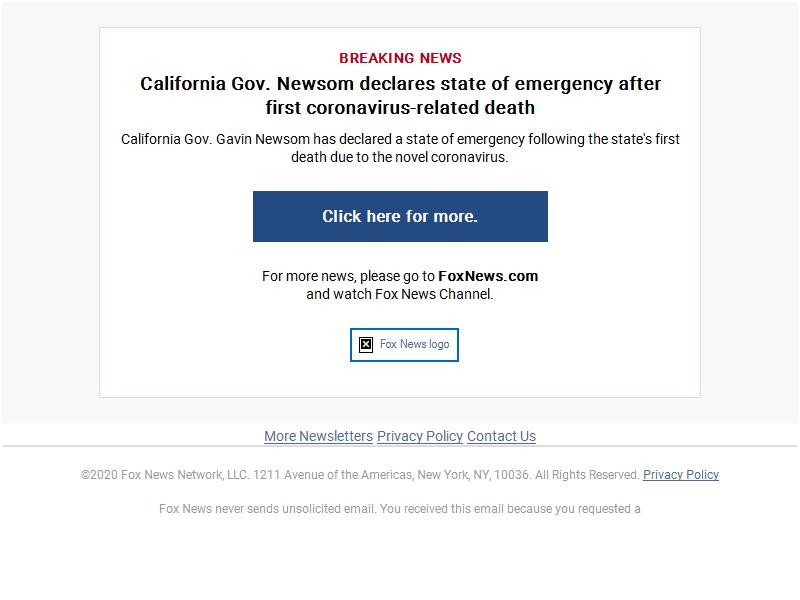 BREAKING NEWS
California Gov. Newsom declares state of emergency after
first coronavirus-related death
California Gov. Gavin Newsom has declared a state of emergency following the state's first
death due to the novel coronavirus.
Click here for more.
For more news, please go to FoxNews.com
and watch Fox News Channel.
Fox News logo
More Newsletters Privacy Policy Contact Us
©2020 Fox News Network, LLC. 1211 Avenue of the Americas, New York, NY, 10036. All Rights Reserved. Privacy Policy
Fox News never sends unsolicited email. You received this email because you requested a